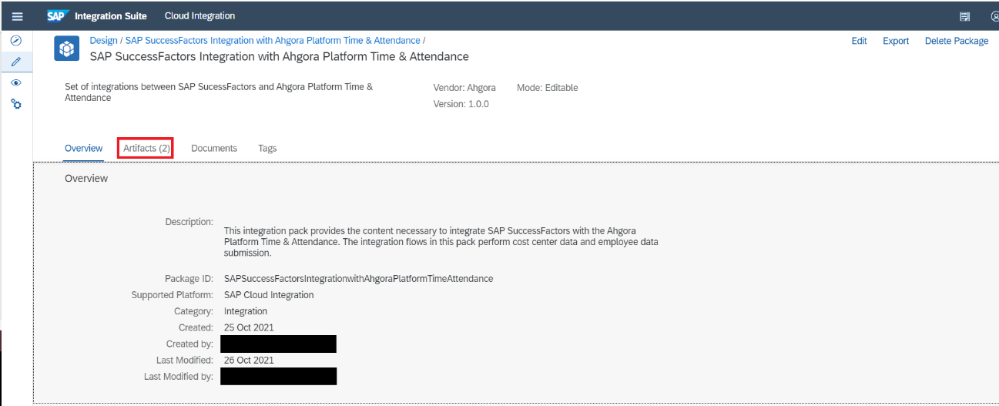 SAP Integration Suite Cloud Integration
Design / SAP SuccessFactors Integration with Ahgora Platform Time & Attendance /
SAP SuccessFactors Integration with Ahgora Platform Time & Attendance
Edit Export Delete Package
Set of integrations between SAP SucessFactors and Ahgora Platform Time &
Attendance
Vendor: Ahgora Mode: Editable
Version: 1.0.0
Overview Artifacts (2) Documents Tags
Overview
Description:
This integration pack provides the content necessary to integrate SAP SuccessFactors with the Ahgora
Platform Time & Attendance. The integration flows in this pack perform cost center data and employee data
submission.
Package ID: SAPSuccessFactorsIntegrationwithAhgoraPlatformTimeAttendance
Supported Platform: SAP Cloud Integration
Category: Integration
Created: 25 Oct 2021
Created by:
Last Modified: 26 Oct 2021
Last Modified by: